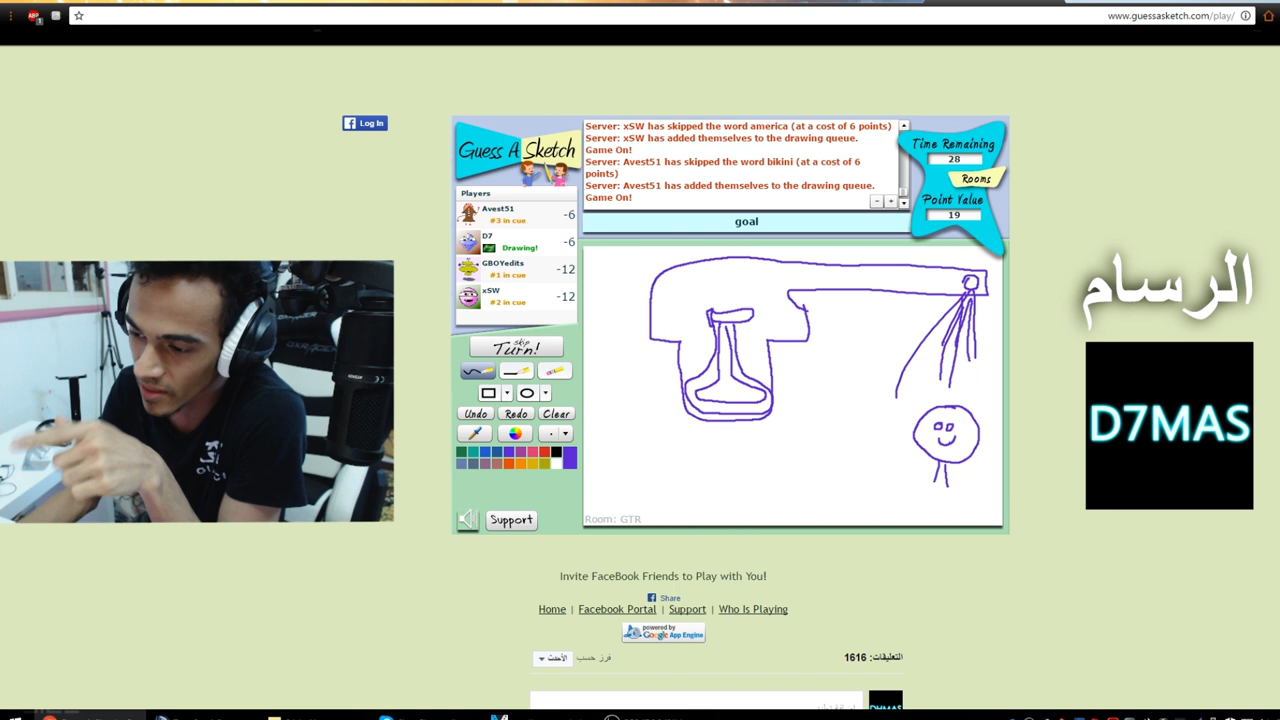 www.guessasketch.com/play/
Log In
Guess A Sketch
Server: xSW has skipped the word america (at a cost of 6 points)
Server: xSW has added themselves to the drawing queue.
Game On!
Server: Avest51 has skipped the word bikini (at a cost of 6
points)
Server: Avest51 has added themselves to the drawing queue.
Game On!
Time Remaining
28
Rooms
Point Value
19
goal
Players
Avest51
#3 in cue
-6
D7
Drawing!
-6
GBOYedits
#1 in cue
-12
xSW
#2 in cue
-12
skip
Turn!
Undo
Redo
Clear
Support
Room: GTR
الرسام
D7MAS
Invite FaceBook Friends to Play with You!
Share
Home | Facebook Portal | Support | Who Is Playing
powered by
Google App Engine
التعليقات: 1616
فرز حسب
الأحدث
D7MAS